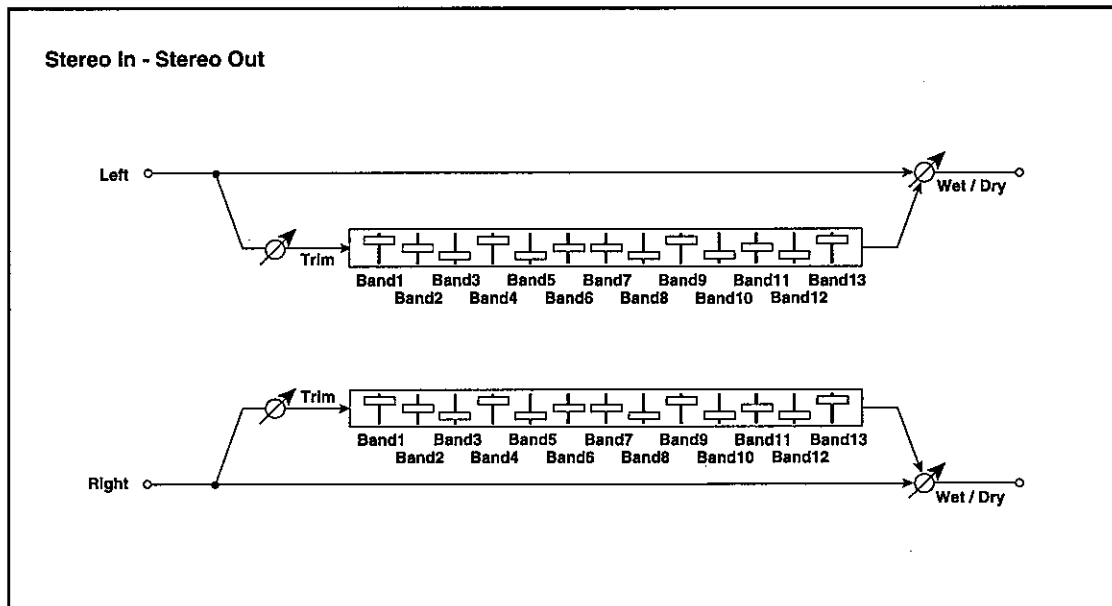 Stereo In - Stereo Out
Left
Wet / Dry
Trim
Band1 Band3 Band5 Band7 Band9 Band11 Band13
Band2 Band4 Band6 Band8 Band10 Band12
Trim
Band1 Band3 Band5 Band7 Band9 Band11 Band13
Band2 Band4 Band6 Band8 Band10 Band12
Right
Wet / Dry